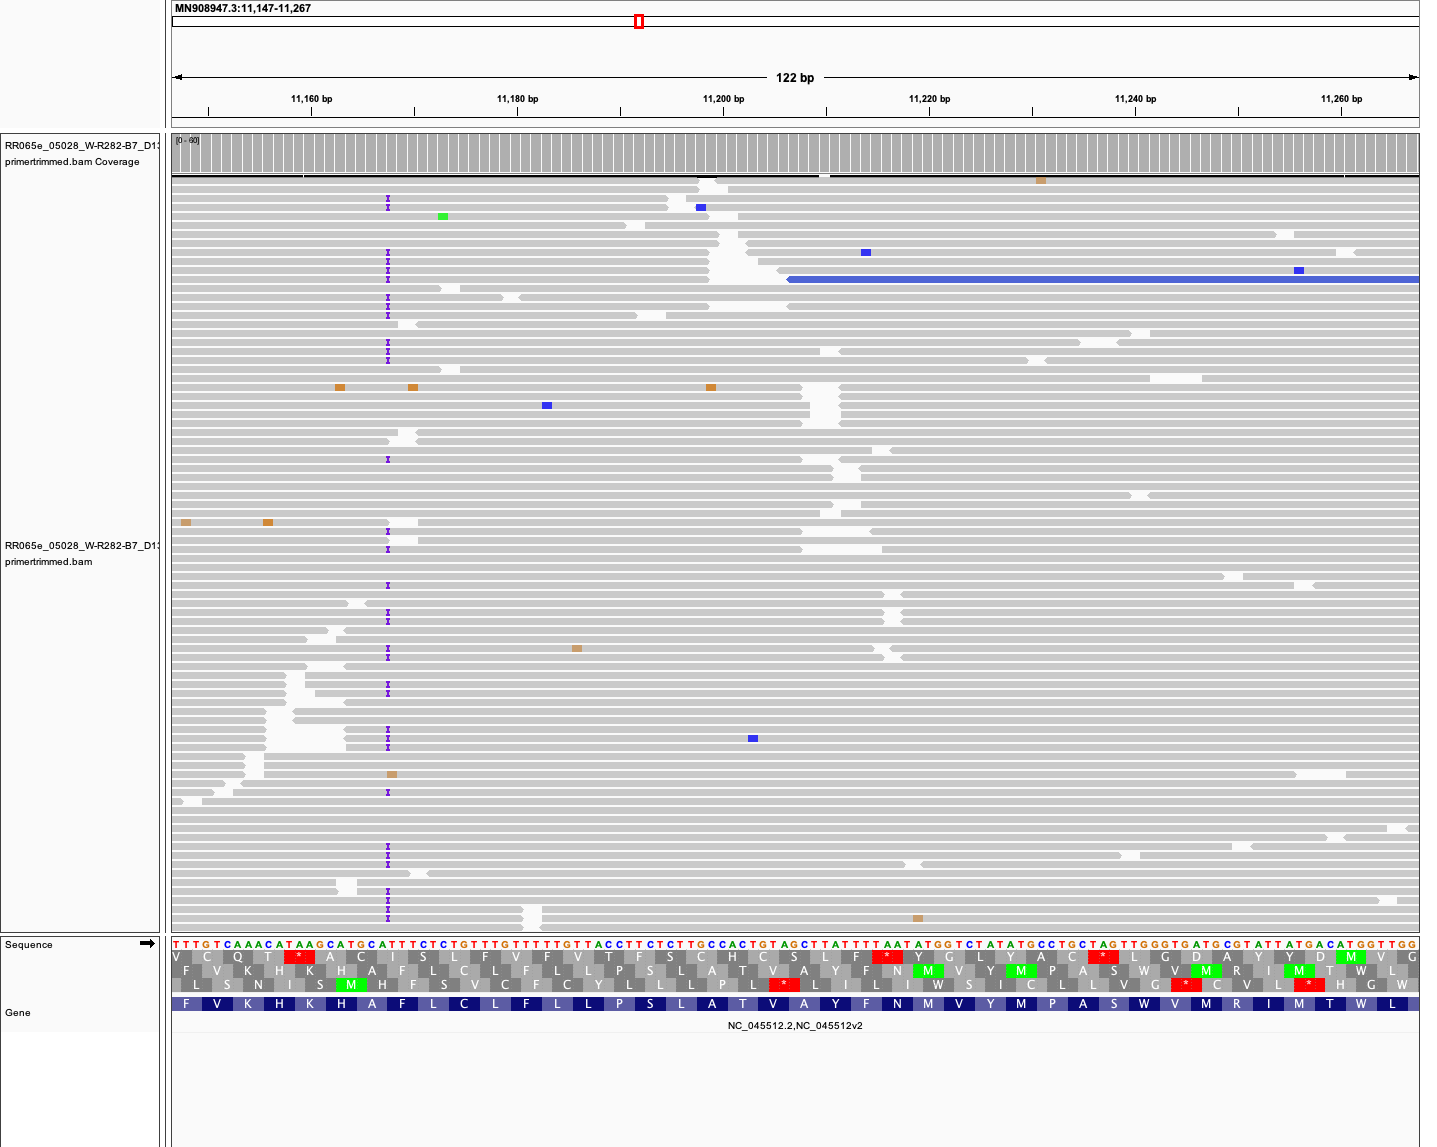 MN908947.3:11,147-11,267
122 bp
11,160 bp 11,180 bp 11,200 bp 11,220 bp 11,240 bp 11,260 bp
RR065e_05028_W-R282-B7_D1
primertrimmed.bam Coverage
[0 - 60]
RR065e_05028_W-R282-B7_D1
primertrimmed.bam
Sequence
TTTGTCAAACATAAGCATGCATTTCTCTGTTTGTTTTTGTTACCTTCTCTTGCCACTGTAGCTTATTTTAATATGGTCTATATGCCTGCTAGTTGGGTGATGCGTATTATGACATGGTTGG
V C Q T * A C I S L F V F V T F S C H C S L F * Y G L Y A C * L G D A Y Y D M V G
F V K H K H A F L C L F L L P S L A T V A Y F N M V Y M P A S W V M R I M T W L
L S N I S M H F S V C F C Y L L L P L * L I L I W S I C L L V G * C V L * H G W
Gene
F V K H K H A F L C L F L L P S L A T V A Y F N M V Y M P A S W V M R I M T W L
NC_045512.2,NC_045512v2